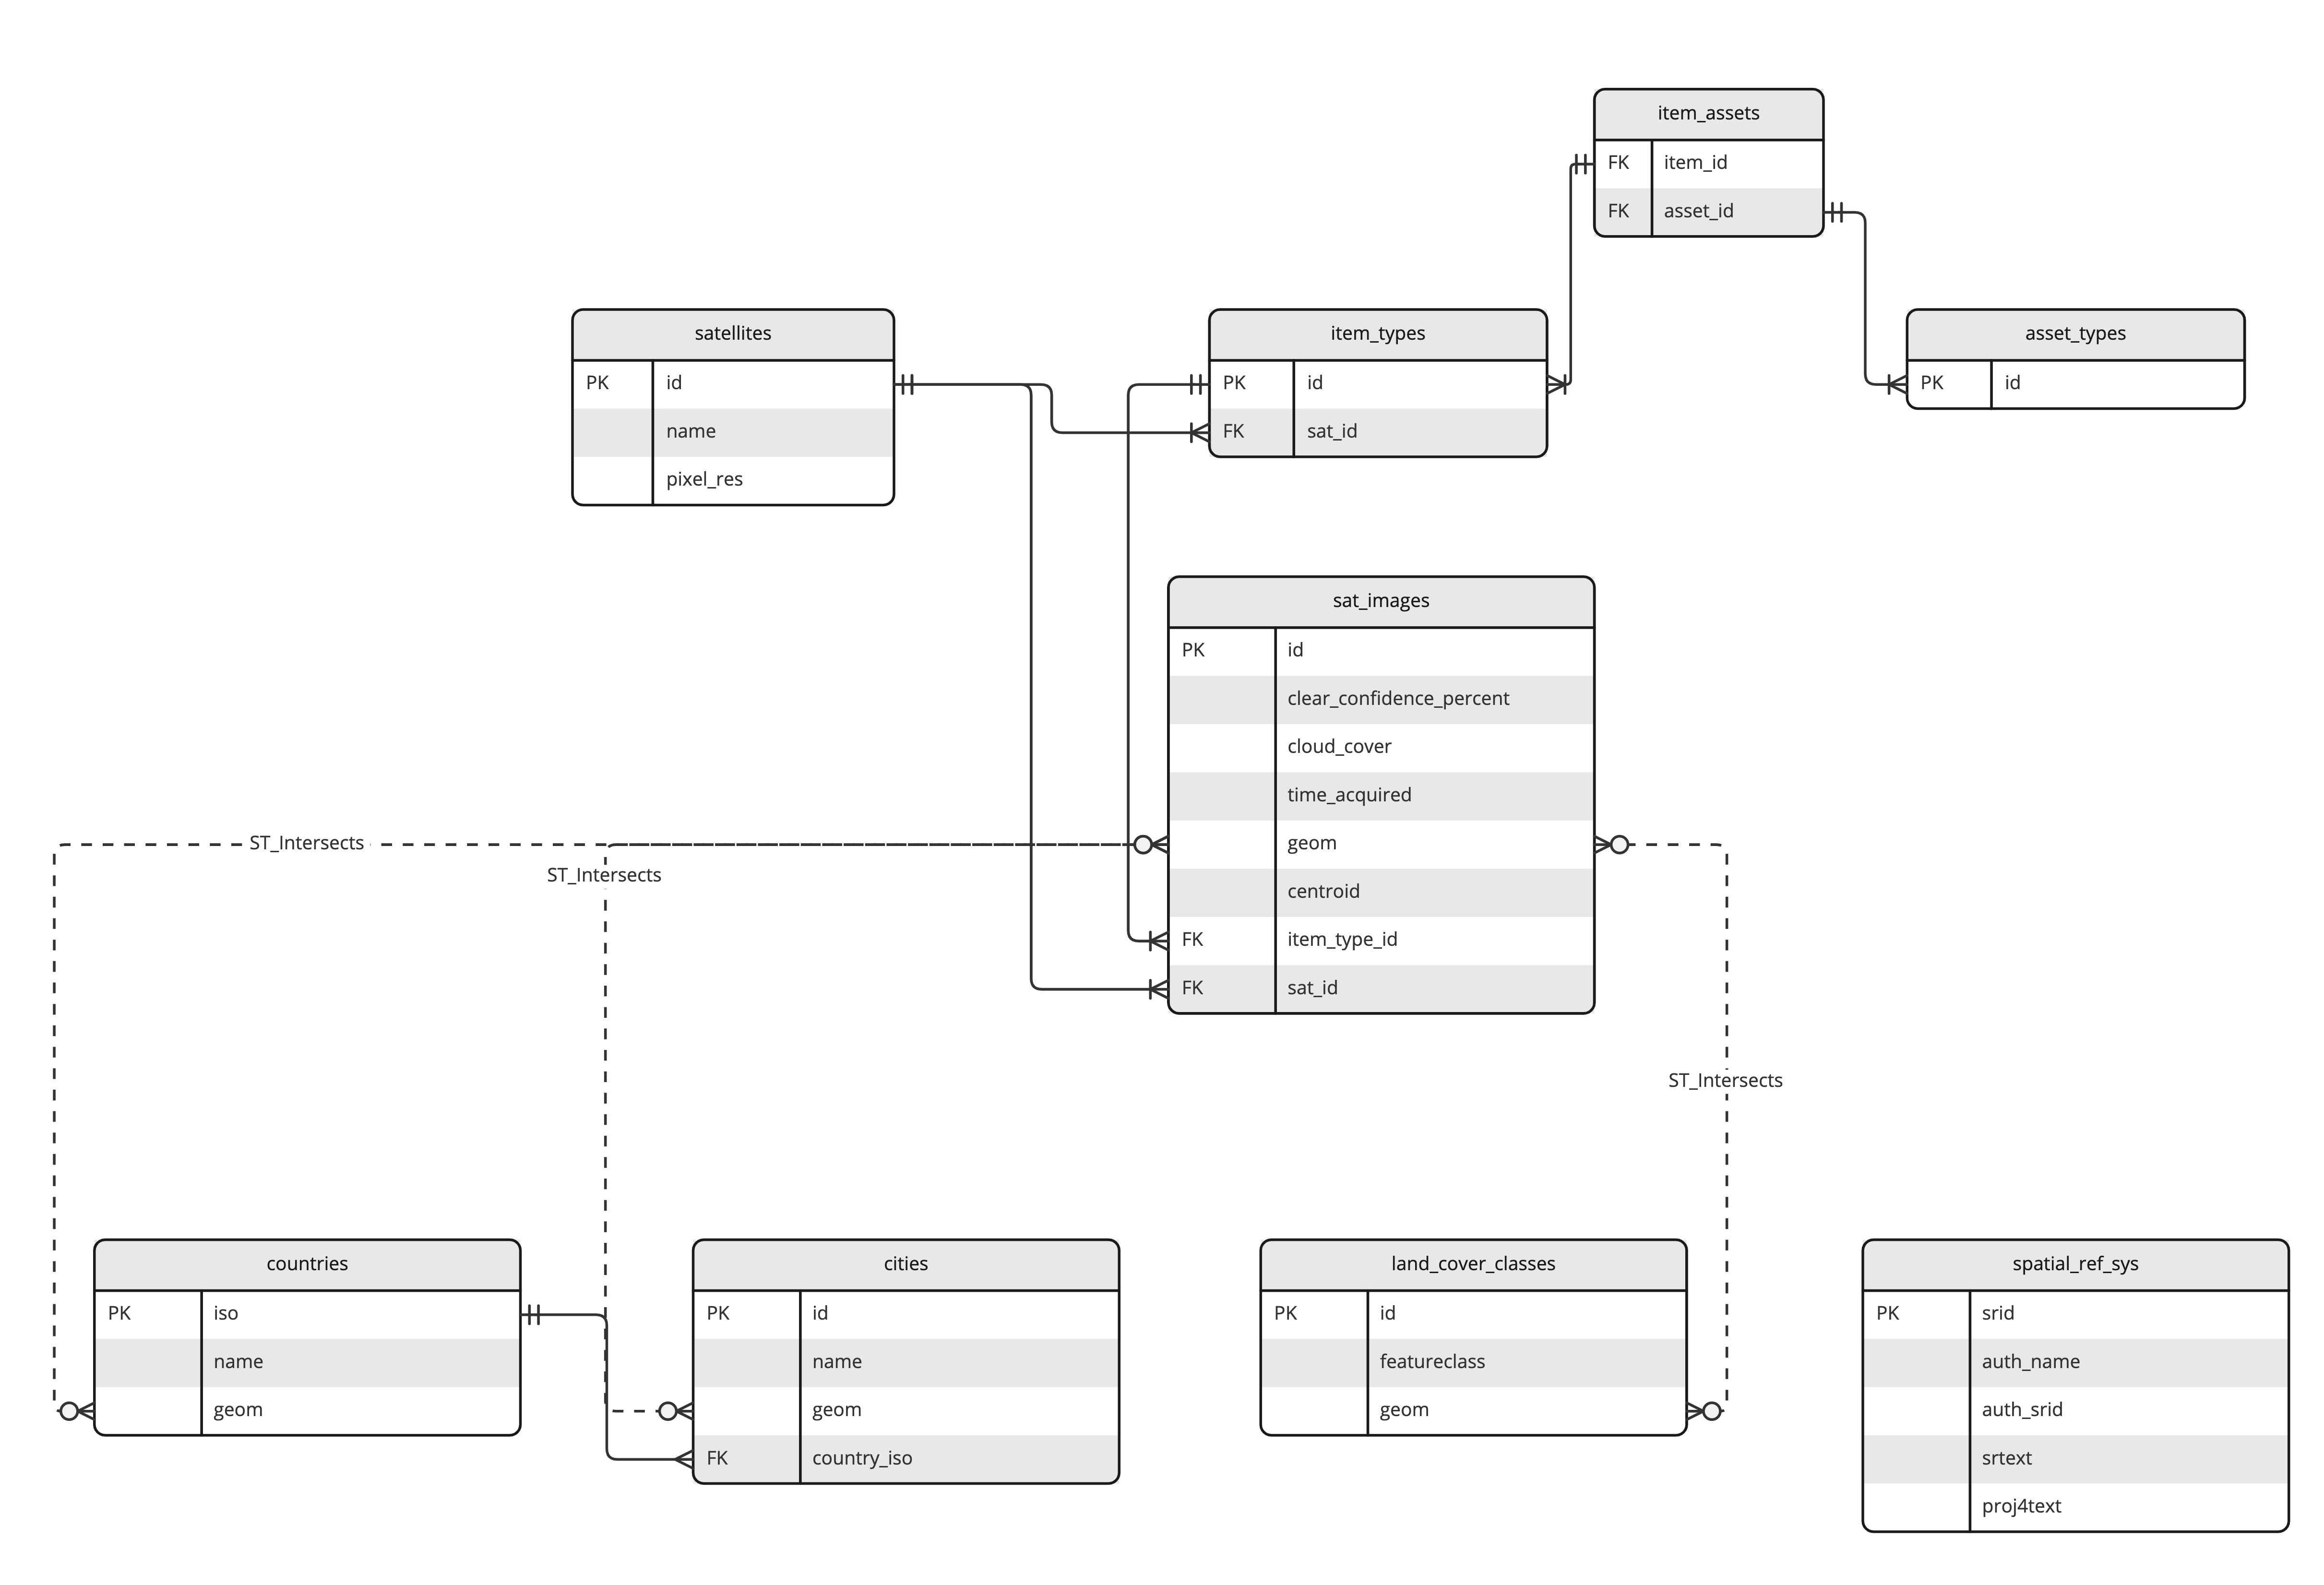 item_assets
FK item_id
FK asset_id
satellites
PK id
name
pixel_res
item_types
PK id
FK sat_id
asset_types
PK id
sat_images
PK id
clear_confidence_percent
cloud_cover
time_acquired
geom
centroid
FK item_type_id
FK sat_id
ST_Intersects
ST_Intersects
ST_Intersects
countries
PK iso
name
geom
cities
PK id
name
geom
FK country_iso
land_cover_classes
PK id
featureclass
geom
spatial_ref_sys
PK srid
auth_name
auth_srid
srtext
proj4text